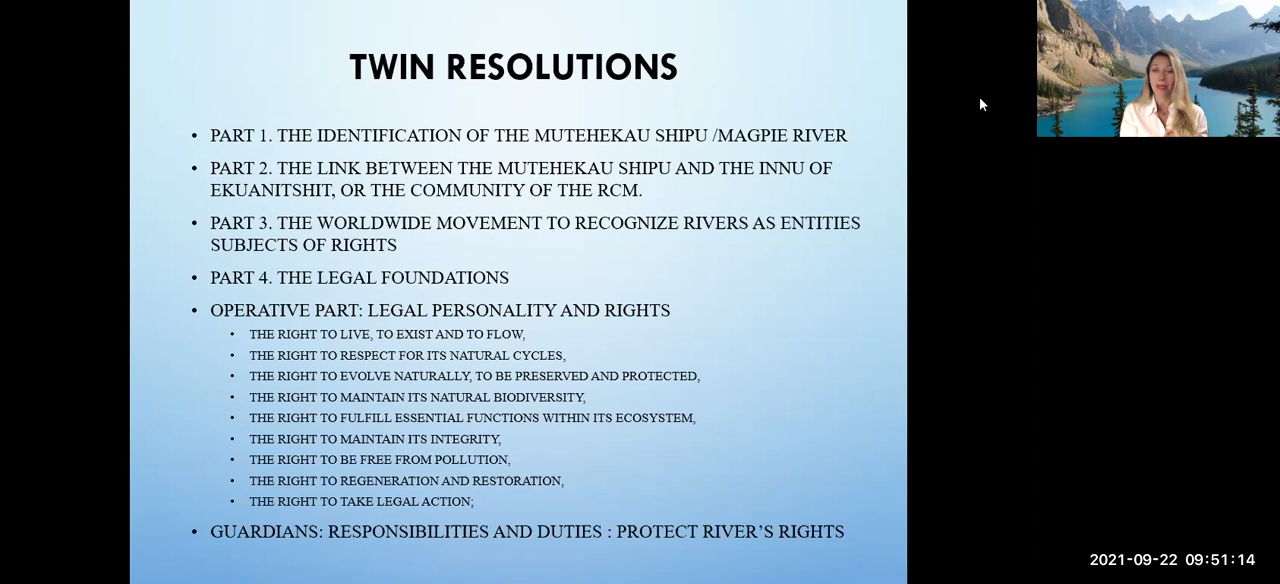 TWIN RESOLUTIONS
• PART 1. THE IDENTIFICATION OF THE MUTEHEKAU SHIPU /MAGPIE RIVER
• PART 2. THE LINK BETWEEN THE MUTEHEKAU SHIPU AND THE INNU OF
EKUANITSHIT, OR THE COMMUNITY OF THE RCM.
• PART 3. THE WORLDWIDE MOVEMENT TO RECOGNIZE RIVERS AS ENTITIES
SUBJECTS OF RIGHTS
• PART 4. THE LEGAL FOUNDATIONS
• OPERATIVE PART: LEGAL PERSONALITY AND RIGHTS
• THE RIGHT TO LIVE, TO EXIST AND TO FLOW,
• THE RIGHT TO RESPECT FOR ITS NATURAL CYCLES,
• THE RIGHT TO EVOLVE NATURALLY, TO BE PRESERVED AND PROTECTED,
• THE RIGHT TO MAINTAIN ITS NATURAL BIODIVERSITY,
• THE RIGHT TO FULFILL ESSENTIAL FUNCTIONS WITHIN ITS ECOSYSTEM,
• THE RIGHT TO MAINTAIN ITS INTEGRITY,
• THE RIGHT TO BE FREE FROM POLLUTION,
• THE RIGHT TO REGENERATION AND RESTORATION,
• THE RIGHT TO TAKE LEGAL ACTION;
• GUARDIANS: RESPONSIBILITIES AND DUTIES : PROTECT RIVER'S RIGHTS
2021-09-22 09:51:14